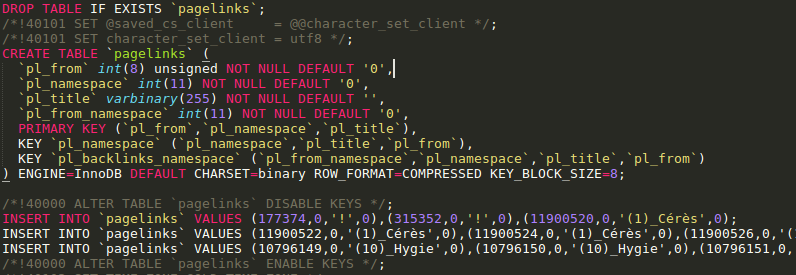 DROP TABLE IF EXISTS `pagelinks`;
/*!40101 SET @saved_cs_client     = @@character_set_client */;
/*!40101 SET character_set_client = utf8 */;
CREATE TABLE `pagelinks` (
  `pl_from` int(8) unsigned NOT NULL DEFAULT '0',
  `pl_namespace` int(11) NOT NULL DEFAULT '0',
  `pl_title` varbinary(255) NOT NULL DEFAULT '',
  `pl_from_namespace` int(11) NOT NULL DEFAULT '0',
  PRIMARY KEY (`pl_from`,`pl_namespace`,`pl_title`),
  KEY `pl_namespace` (`pl_namespace`,`pl_title`,`pl_from`),
  KEY `pl_backlinks_namespace` (`pl_from_namespace`,`pl_namespace`,`pl_title`,`pl_from`)
) ENGINE=InnoDB DEFAULT CHARSET=binary ROW_FORMAT=COMPRESSED KEY_BLOCK_SIZE=8;
/*!40000 ALTER TABLE `pagelinks` DISABLE KEYS */;
INSERT INTO `pagelinks` VALUES (177374,0,'!',0),(315352,0,'!',0),(11900520,0,'(1)_Cérès',0);
INSERT INTO `pagelinks` VALUES (11900522,0,'(1)_Cérès',0),(11900524,0,'(1)_Cérès',0),(11900526,0,'(
INSERT INTO `pagelinks` VALUES (10796149,0,'(10)_Hygie',0),(10796150,0,'(10)_Hygie',0),(10796151,0,
/*!40000 ALTER TABLE `pagelinks` ENABLE KEYS */;